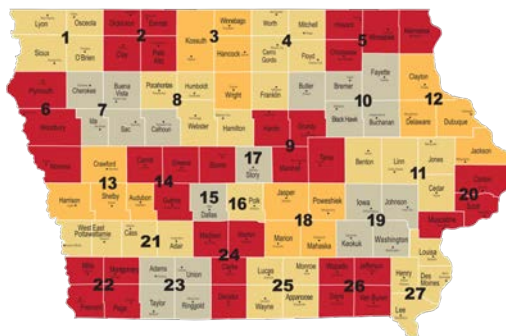 Lyon Osceola Dickinson Emmet Winnebago Worth Mitchell Howard Winneshiek Allamakee
1 2 3 4 5
Kossuth
Sioux O'Brien Clay Palo Alto Hancock Cerro Gordo Floyd Chickasaw
Fayette Clayton
Plymouth Cherokee Buena Vista Pocahontas Humboldt Wright Franklin Butler Bremer
6 7 8 10 12
Woodbury Ida Sac Calhoun Webster Hamilton Hardin Grundy Black Hawk Buchanan Delaware Dubuque
9
Monona Crawford Carroll Greene Boone Story Marshall Tama Benton Linn Jones Jackson
17 11
13 14 Clinton
Harrison Shelby Audubon Guthrie Dallas Polk Jasper Poweshiek Iowa Johnson Cedar Scott
15 16 18 19 20
Muscatine
West East
Pottawattamie Cass Adair Madison Warren Marion Mahaska Keokuk Washington Louisa
21 24
Mills Montgomery Adams Union Clarke Lucas Monroe Wapello Jefferson Henry Des Moines
22 23 25 26 27
Fremont Page Taylor Ringgold Decatur Wayne Appanoose Davis Van Buren Lee